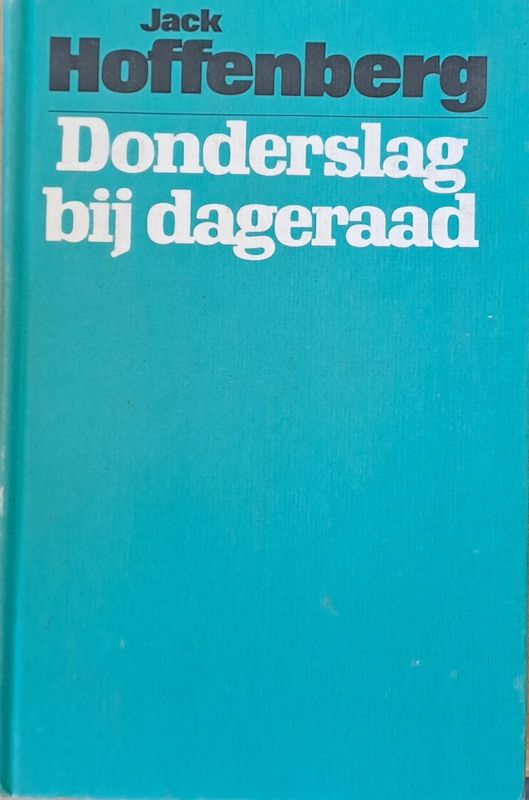 Jack
Hoffenberg
Donderslag
bij dageraad